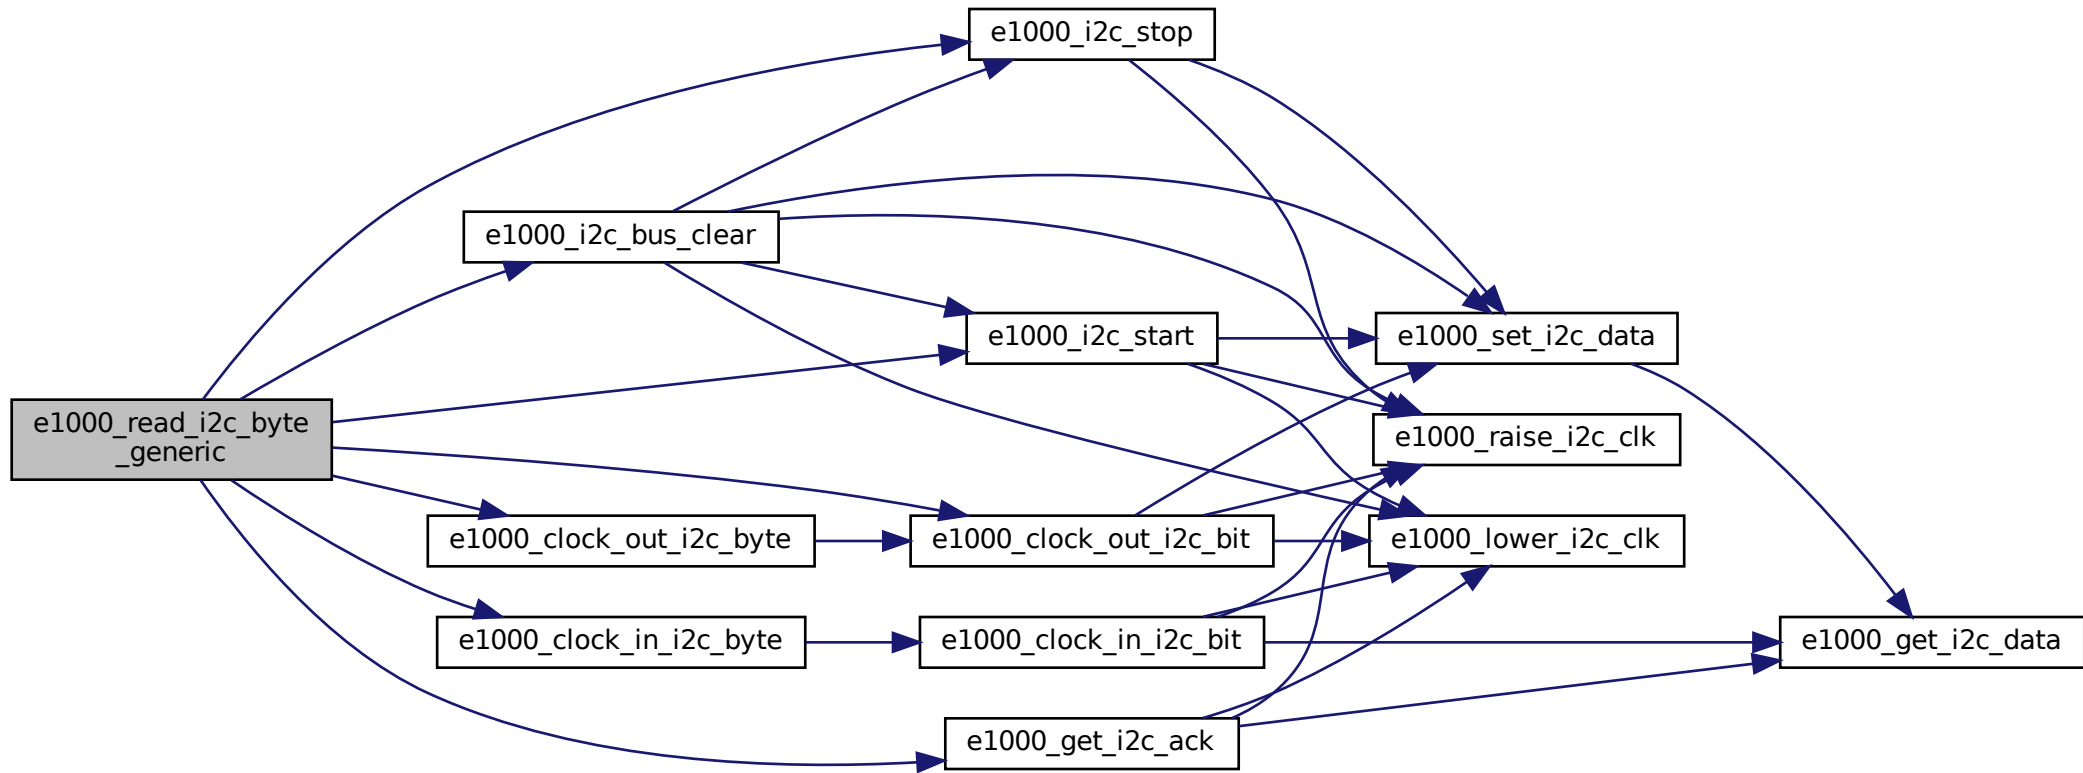 e1000_i2c_stop
e1000_i2c_bus_clear
e1000_i2c_start
e1000_set_i2c_data
e1000_read_i2c_byte
_generic
e1000_raise_i2c_clk
e1000_clock_out_i2c_byte
e1000_clock_out_i2c_bit
e1000_lower_i2c_clk
e1000_clock_in_i2c_byte
e1000_clock_in_i2c_bit
e1000_get_i2c_data
e1000_get_i2c_ack